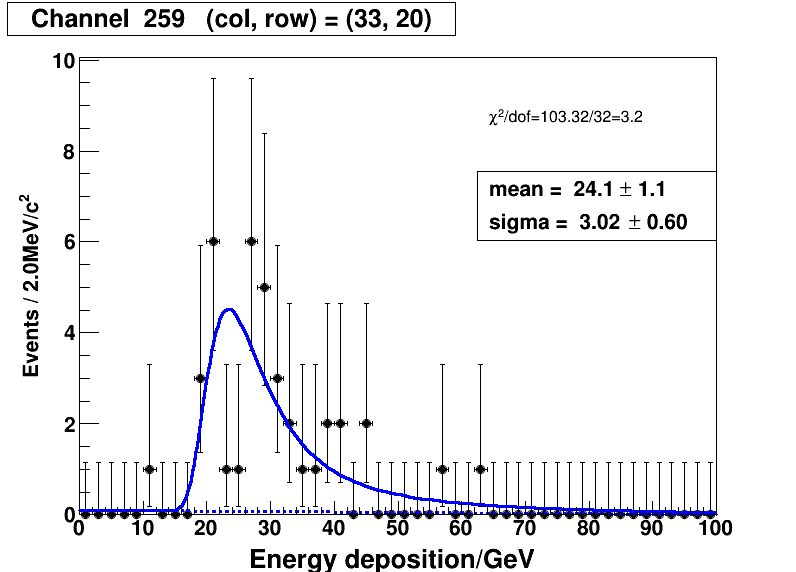 Channel 259 (col, row) = (33, 20)
χ²/dof=103.32/32=3.2
mean = 24.1 ± 1.1
sigma = 3.02 ± 0.60
Events / 2.0MeV/c²
10
8
6
4
2
0
0 10 20 30 40 50 60 70 80 90 100
Energy deposition/GeV